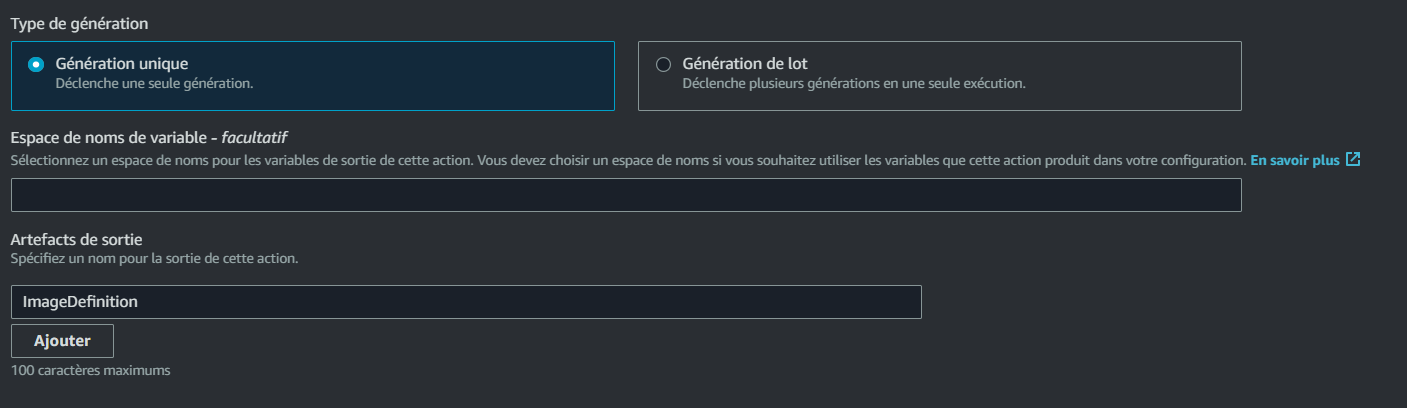 Type de génération
Génération unique
Déclenche une seule génération.
Génération de lot
Déclenche plusieurs générations en une seule exécution.
Espace de noms de variable - facultatif
Sélectionnez un espace de noms pour les variables de sortie de cette action. Vous devez choisir un espace de noms si vous souhaitez utiliser les variables que cette action produit dans votre configuration. En savoir plus
Artefacts de sortie
Spécifiez un nom pour la sortie de cette action.
ImageDefinition
Ajouter
100 caractères maximums